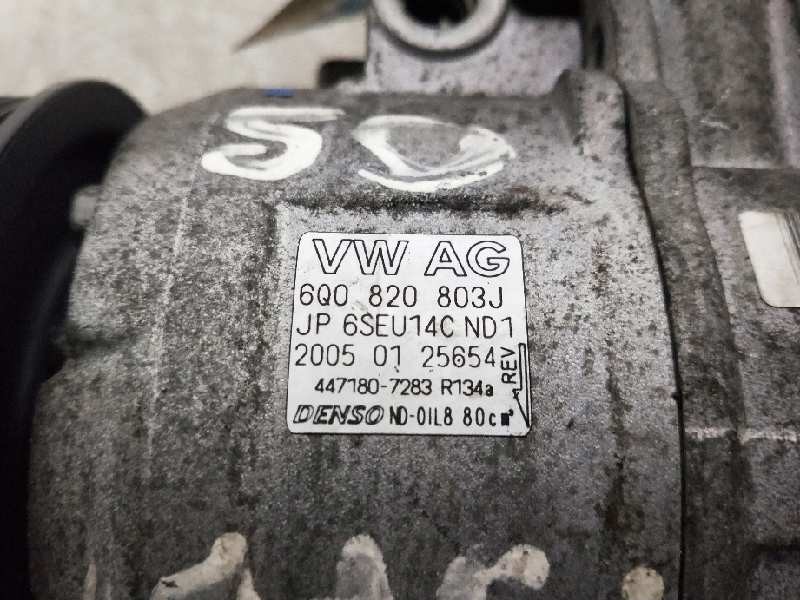 50
VW AG
6Q0 820 803J
JP 6SEU14C ND1
2005 01 25654
REV
447180-7283 R134a
DENSO ND-OIL8 80cm³